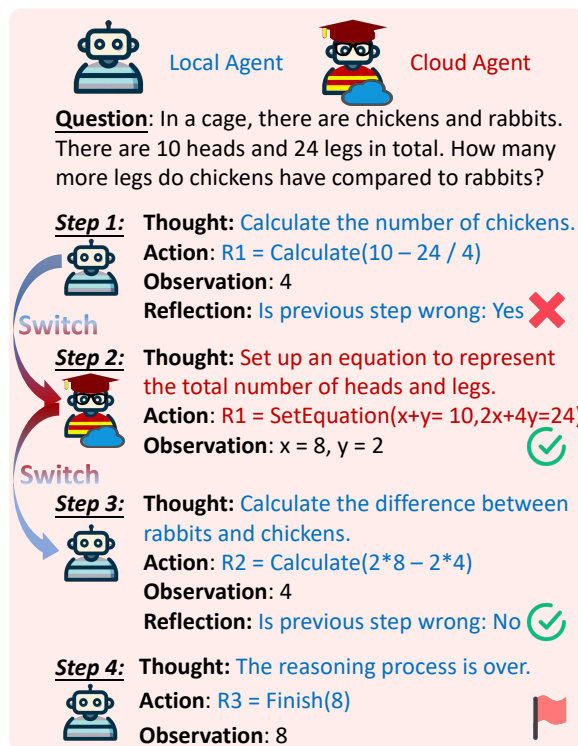 Local Agent
Cloud Agent
Question: In a cage, there are chickens and rabbits.
There are 10 heads and 24 legs in total. How many
more legs do chickens have compared to rabbits?
Step 1: Thought: Calculate the number of chickens.
Action: R1 = Calculate(10 – 24 / 4)
Observation: 4
Reflection: Is previous step wrong: Yes
Switch
Step 2: Thought: Set up an equation to represent
the total number of heads and legs.
Action: R1 = SetEquation(x+y= 10,2x+4y=24)
Observation: x = 8, y = 2
Switch
Step 3: Thought: Calculate the difference between
rabbits and chickens.
Action: R2 = Calculate(2*8 – 2*4)
Observation: 4
Reflection: Is previous step wrong: No
Step 4: Thought: The reasoning process is over.
Action: R3 = Finish(8)
Observation: 8